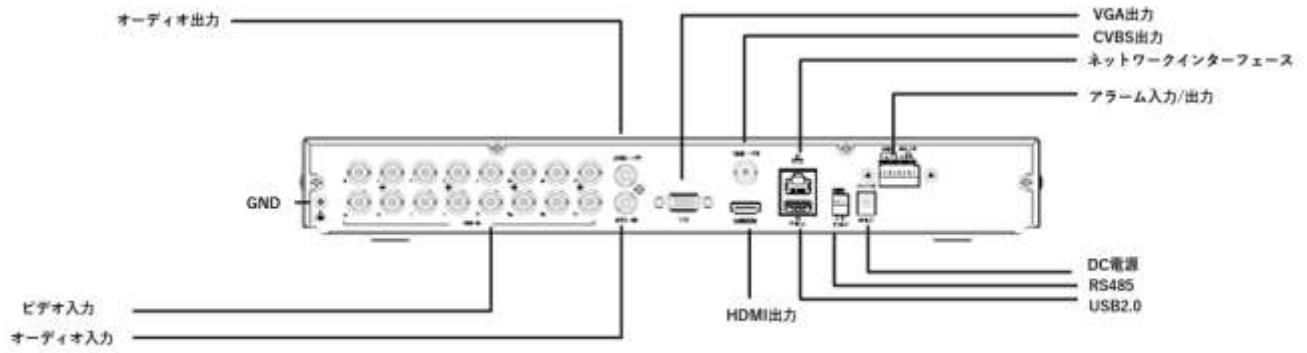 オーディオ出力
VGA出力
CVBS出力
ネットワークインターフェース
アラーム入力/出力
GND
DC電源
RS485
USB2.0
ビデオ入力
HDMI出力
オーディオ入力